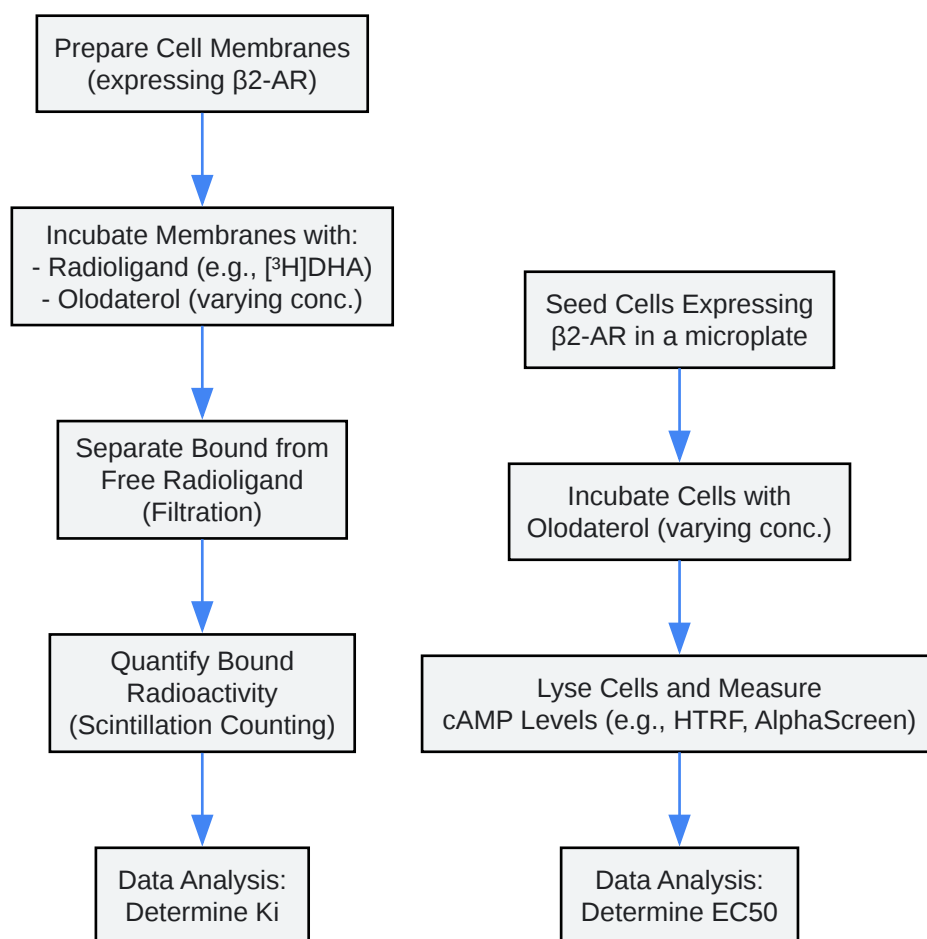 Prepare Cell Membranes
(expressing β2-AR)
Incubate Membranes with:
- Radioligand (e.g., [³H]DHA)
- Olodaterol (varying conc.)
Separate Bound from
Free Radioligand
(Filtration)
Quantify Bound
Radioactivity
(Scintillation Counting)
Data Analysis:
Determine Ki
Seed Cells Expressing
β2-AR in a microplate
Incubate Cells with
Olodaterol (varying conc.)
Lyse Cells and Measure
cAMP Levels (e.g., HTRF, AlphaScreen)
Data Analysis:
Determine EC50